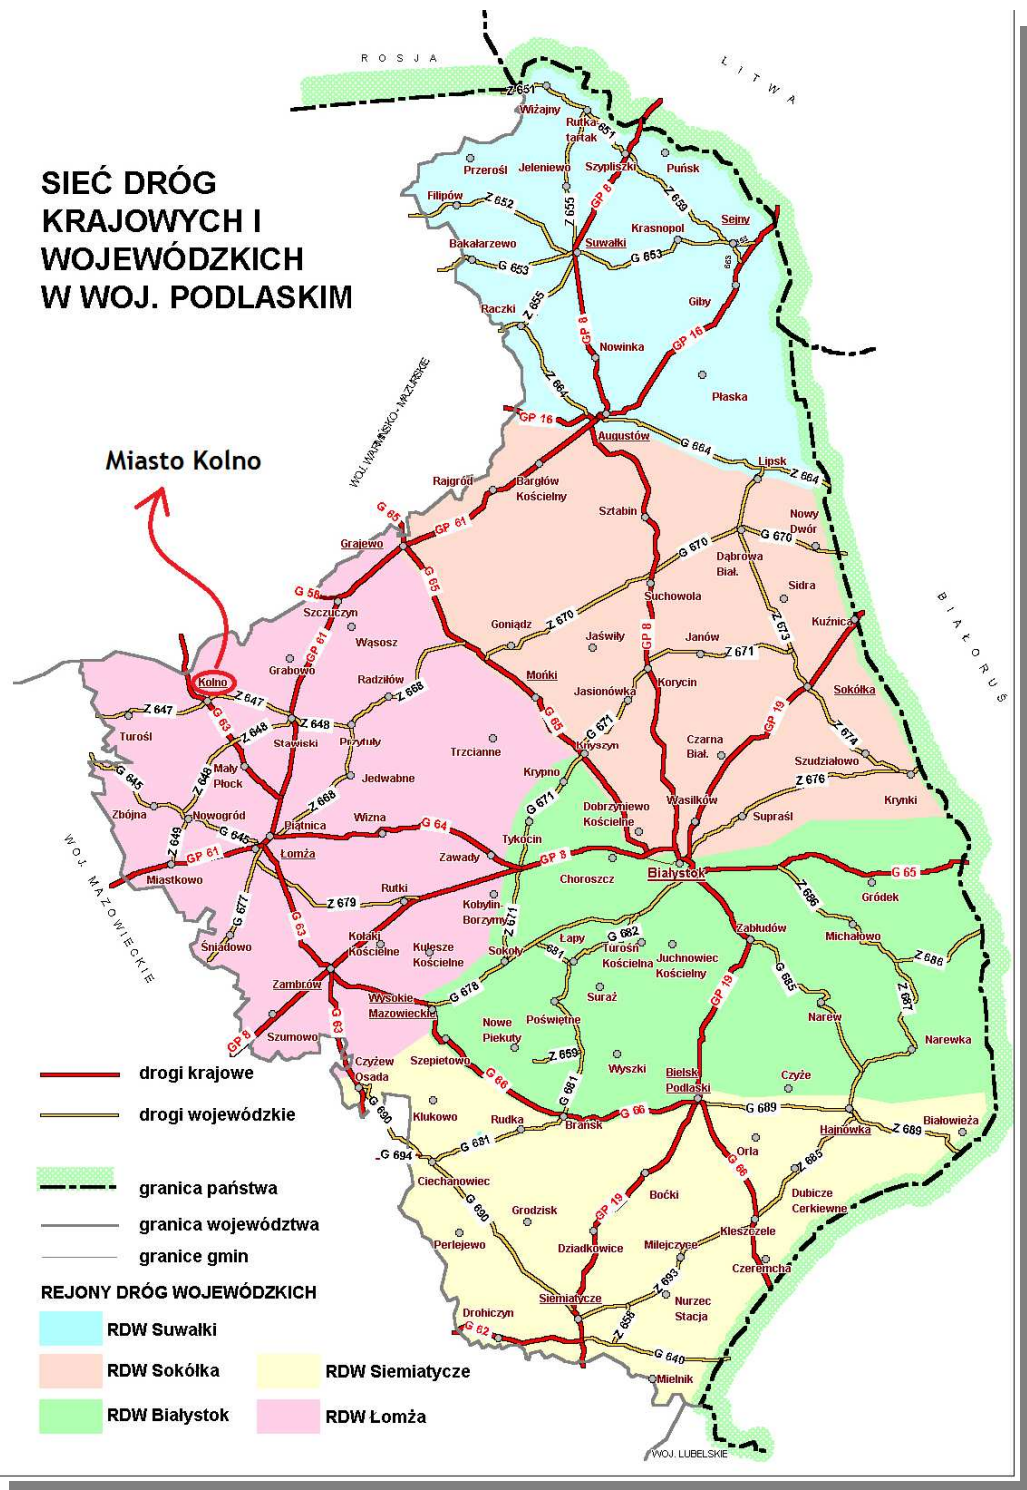 ROSJA
LITWA
SIEĆ DRÓG
KRAJOWYCH I
WOJEWÓDZKICH
W WOJ. PODLASKIM
Z 651
Wiżajny
Rutka-
tartak
651
Szypliszki
Puńsk
Przerośl
Jeleniewo
Filipów
Z 652
Z 655
GP 8
Z 659
Sejny
Krasnopol
Bakałarzewo
Suwałki
G 653
G 653
653
663
Raczki
Z 655
Giby
GP 8
Nowinka
GP 16
WOJ. WARMIŃSKO - MAZURSKIE
Z 664
Płaska
GP 16
Augustów
G 664
Lipsk
Z 664
Miasto Kolno
Rajgród
Bargłów
Kościelny
Sztabin
Nowy
Dwór
G 65
GP 61
Grajewo
G 670
G 670
Dąbrowa
Biał.
G 58
G 65
Szczuczyn
Suchowola
Sidra
Kuźnica
BIAŁORUŚ
GP 61
Wąsosz
Goniądz
Z 670
Jaświły
GP 8
Janów
Z 673
Z 671
Grabowo
Kolno
Radziłów
Z 668
Mońki
Jasionówka
Korycin
Sokółka
Z 647
Z 647
Turośl
G 63
Z 648
Z 648
Stawiski
Przytuły
G 65
G 671
GP 19
Z 674
Trzcianne
Knyszyn
Czarna
Biał.
Szudziałowo
G 645
Z 648
Mały
Płock
Jedwabne
Krypno
Z 676
Krynki
Zbójna
Nowogród
Z 668
G 671
Dobrzyniewo
Kościelne
Wasilków
Supraśl
Z 649
G 645
Piątnica
Wizna
G 64
Tykocin
WOJ. MAZOWIECKIE
GP 61
Łomża
Zawady
GP 8
Miastkowo
Choroszcz
Białystok
G 65
Gródek
Rutki
Z 679
Kobylin-
Borzymy
Z 671
Z 686
G 677
G 63
Śniadowo
Kołaki
Kościelne
Kulesze
Kościelne
Sokoły
Łapy
681
G 682
Turośń
Kościelna
Juchnowiec
Kościelny
Zabłudów
Michałowo
Z 686
Zambrów
Wysokie
Mazowieckie
G 678
Suraż
GP 19
G 685
Narew
Z 687
GP 8
Szumowo
G 63
Nowe
Piekuty
Poświętne
Narewka
Z 659
drogi krajowe
Czyżew
Osada
Szepietowo
Wyszki
Bielsk
Podlaski
Czyże
G 66
G 681
drogi wojewódzkie
G 690
Klukowo
Rudka
Brańsk
G 66
G 689
Hajnówka
Z 689
Białowieża
G 694
G 681
Ciechanowiec
Orla
G 66
Z 685
granica państwa
Boćki
Dubicze
Cerkiewne
G 690
Grodzisk
GP 19
granica województwa
Perlejewo
Dziadkowice
Milejczyce
Kleszczele
granice gmin
Czeremcha
REJONY DRÓG WOJEWÓDZKICH
Siemiatycze
Z 693
Nurzec
Stacja
Drohiczyn
G 62
Z 658
RDW Suwałki
G 640
RDW Sokółka
RDW Siemiatycze
Mielnik
RDW Białystok
RDW Łomża
WOJ. LUBELSKIE